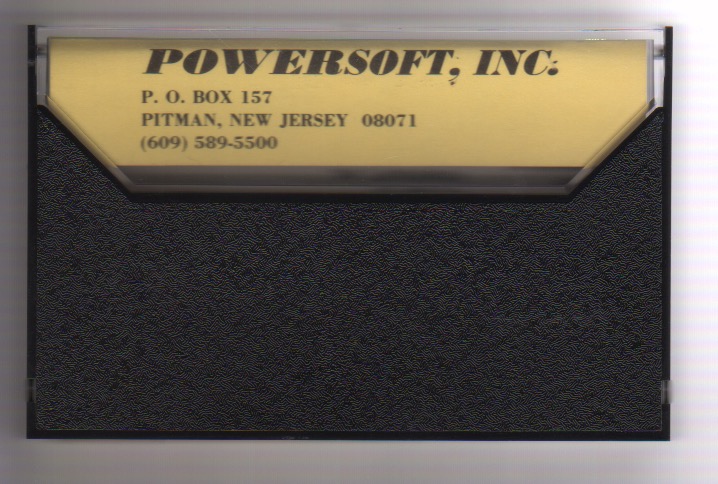 POWERSOFT, INC.
P. O. BOX 157
PITMAN, NEW JERSEY 08071
(609) 589-5500